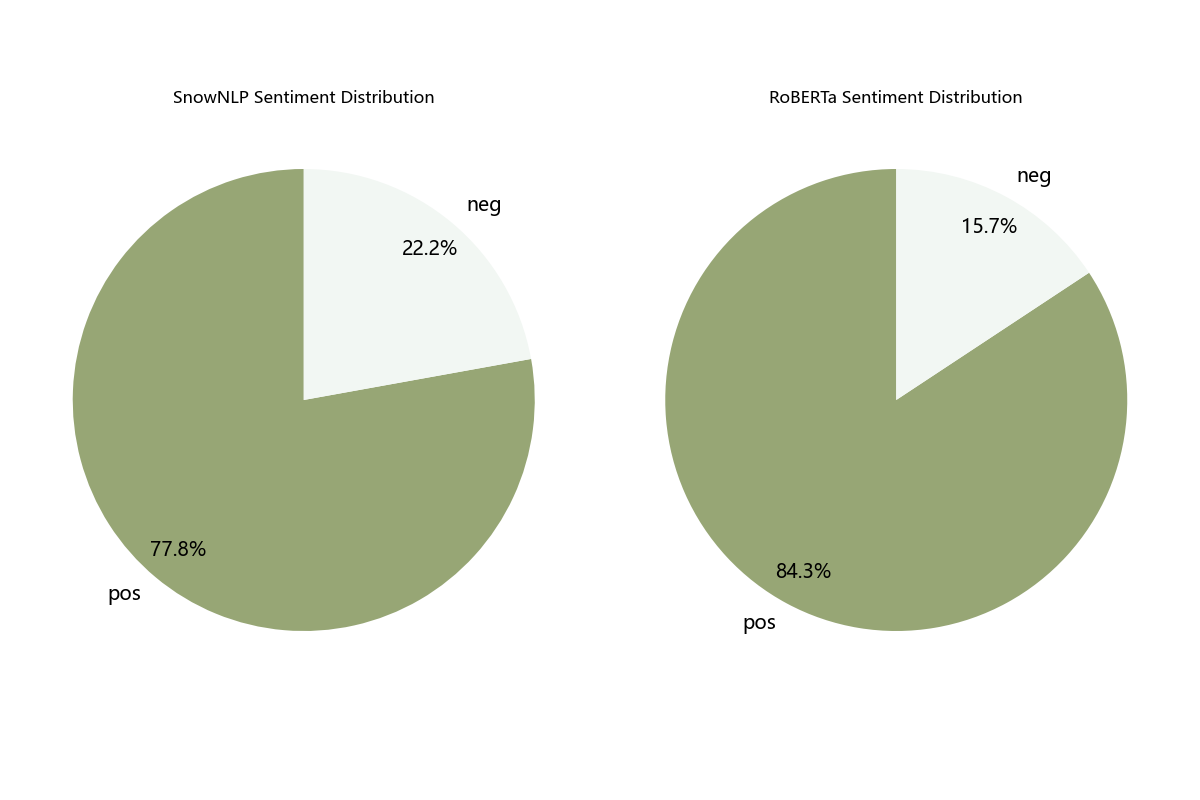 SnowNLP Sentiment Distribution
neg
22.2%
77.8%
pos
RoBERTa Sentiment Distribution
neg
15.7%
84.3%
pos